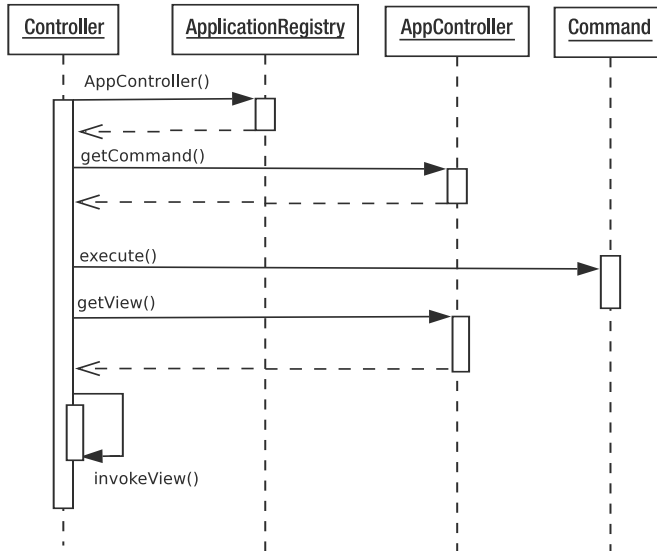 Controller
ApplicationRegistry
AppController
Command
AppController()
getCommand()
execute()
getView()
invokeView()